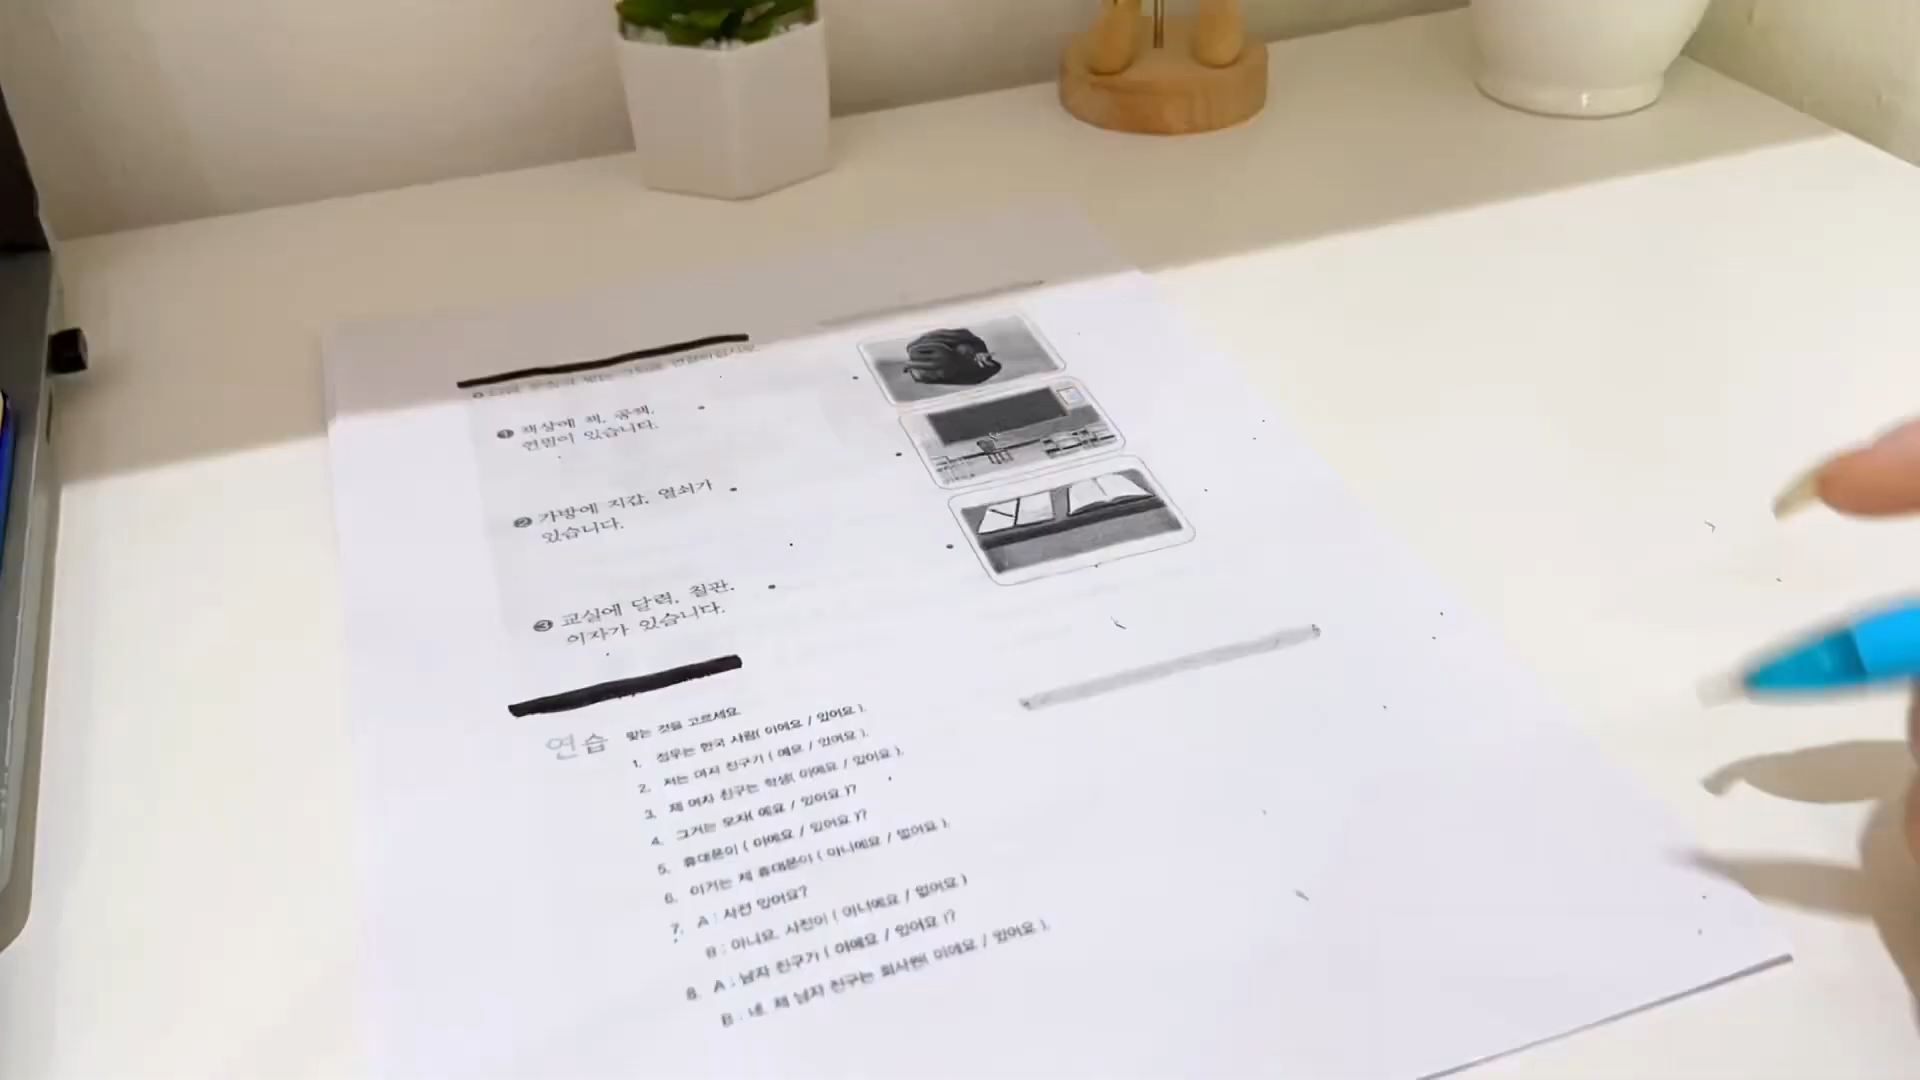 ❶ 책상에 책, 공책,
연필이 있습니다.
❷ 가방에 지갑, 열쇠가
있습니다.
❸ 교실에 달력, 칠판,
의자가 있습니다.
연습 맞는 것을 고르세요
1. 정우는 한국 사람( 이에요 / 있어요 ).
2. 저는 여자 친구가 ( 예요 / 있어요 ).
3. 제 여자 친구는 학생( 이에요 / 있어요 ).
4. 그거는 모자( 예요 / 있어요 )?
5. 휴대폰이 ( 이에요 / 있어요 )?
6. 이거는 제 휴대폰이 ( 아니에요 / 없어요 ).
7. A : 사전 있어요?
B : 아니요, 사전이 ( 아니에요 / 없어요 )
8. A : 남자 친구가 ( 이에요 / 있어요 )?
B : 네, 제 남자 친구는 회사원( 이에요 / 있어요 ).